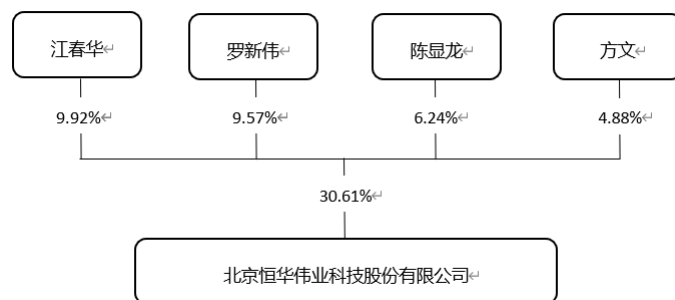 江春华
罗新伟
陈显龙
方文
9.92%
9.57%
6.24%
4.88%
30.61%
北京恒华伟业科技股份有限公司